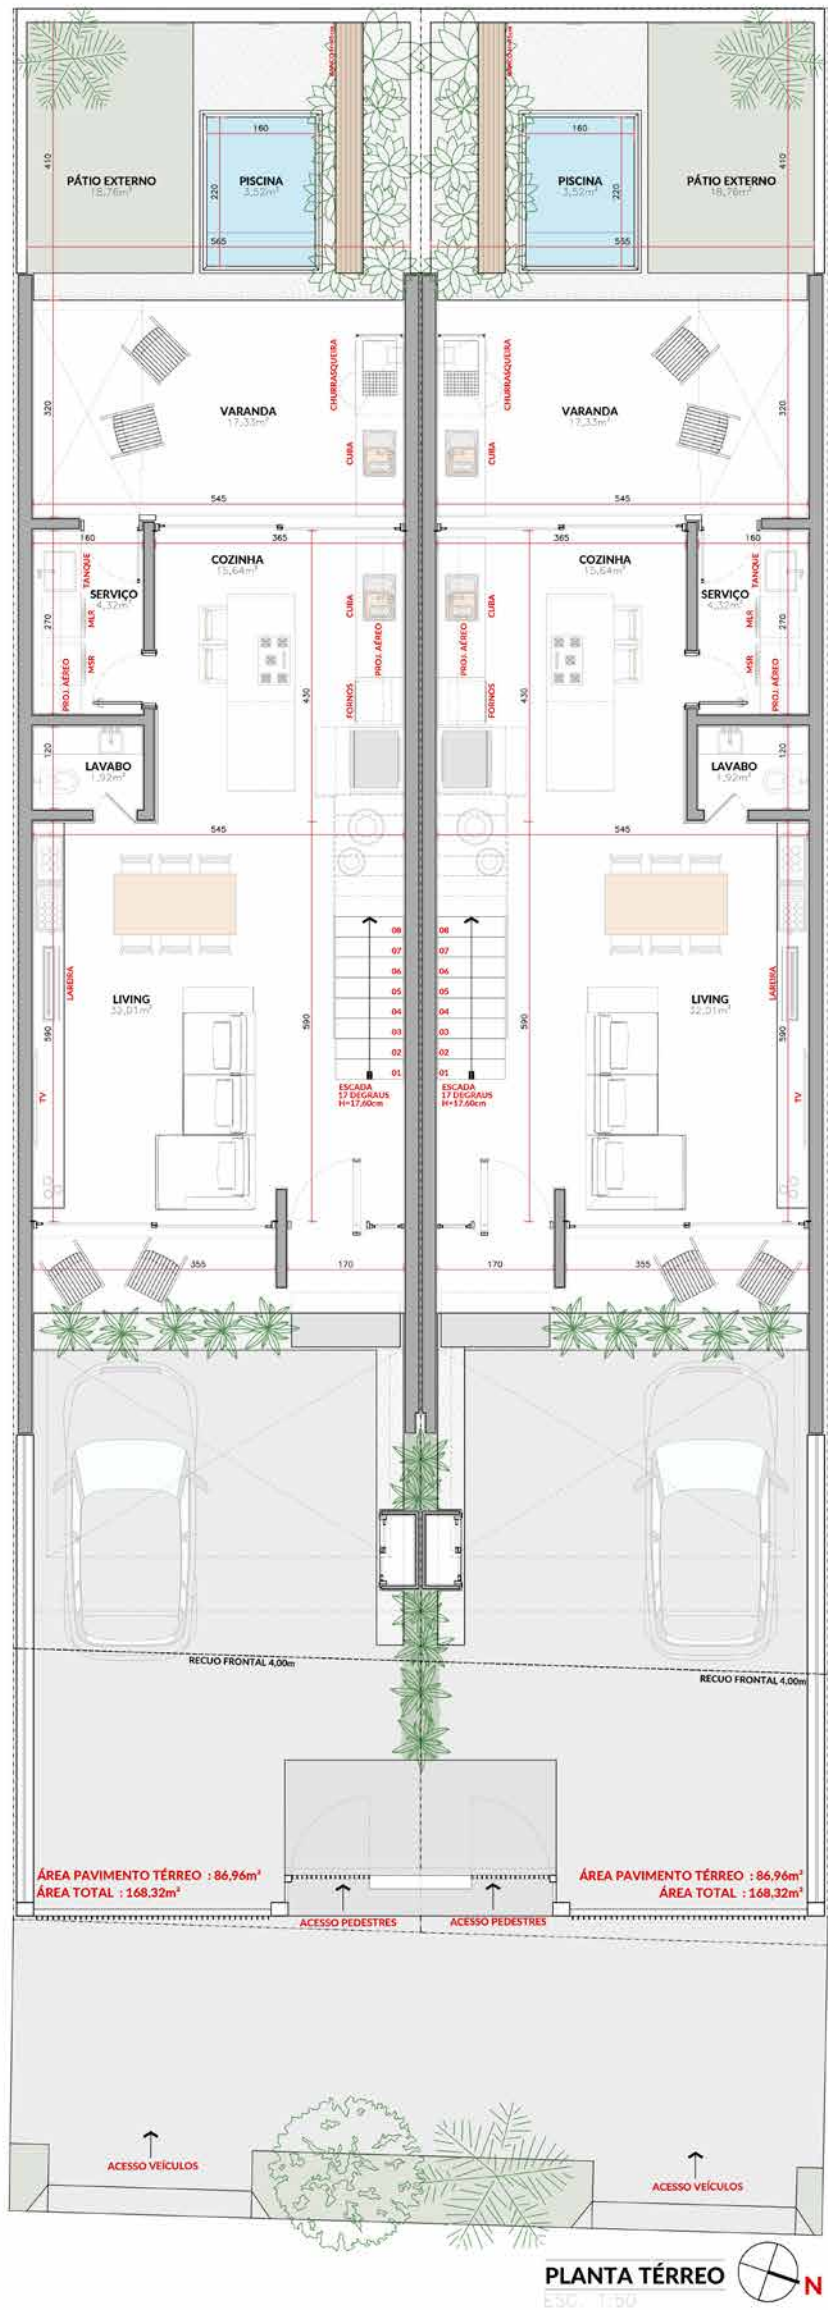 160
160
410
220
220
410
PÁTIO EXTERNO
18,76m²
PISCINA
3,52m²
PISCINA
3,52m²
PÁTIO EXTERNO
18,76m²
565
CHURRASQUEIRA
CHURRASQUEIRA
320
VARANDA
17,33m²
VARANDA
17,33m²
320
CUBA
CUBA
545
545
160
365
365
160
COZINHA
15,64m²
COZINHA
15,64m²
TANQUE
SERVIÇO
4,32m²
SERVIÇO
4,32m²
TANQUE
270
MLR
MSR
PROJ. AÉREO
CUBA
PROJ. AÉREO
FORNOS
CUBA
PROJ. AÉREO
FORNOS
MLR
MSR
PROJ. AÉREO
270
430
430
120
LAVABO
1,92m²
LAVABO
1,92m²
120
545
545
08
07
06
05
04
03
02
01
08
07
06
05
04
03
02
01
LAREIRA
LIVING
32,01m²
LIVING
32,01m²
LAREIRA
590
590
590
590
TV
TV
ESCADA
17 DEGRAUS
H=17,60cm
ESCADA
17 DEGRAUS
H=17,60cm
355
170
170
355
RECUO FRONTAL 4,00m
RECUO FRONTAL 4,00m
ÁREA PAVIMENTO TÉRREO : 86,96m²
ÁREA TOTAL : 168,32m²
ÁREA PAVIMENTO TÉRREO : 86,96m²
ÁREA TOTAL : 168,32m²
ACESSO PEDESTRES
ACESSO PEDESTRES
ACESSO VEÍCULOS
ACESSO VEÍCULOS
PLANTA TÉRREO
N
ESC. 1:50